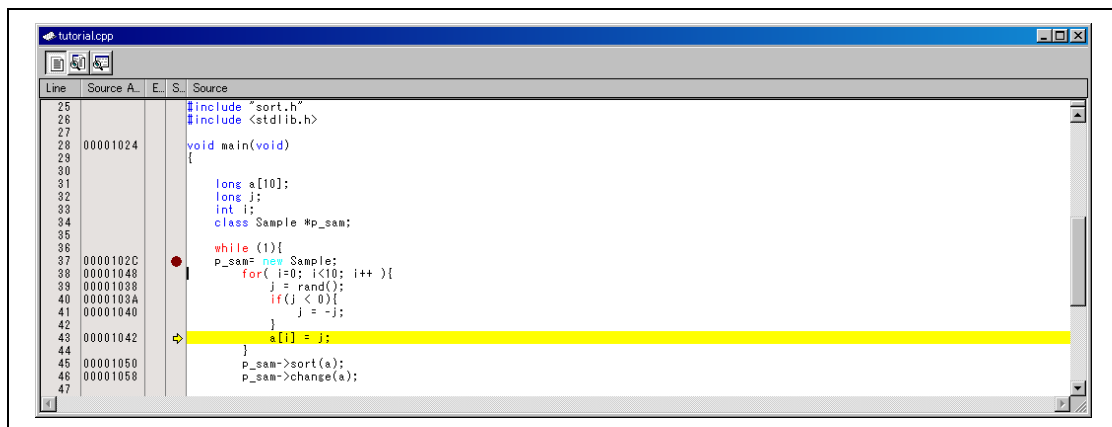 tutorial.cpp
Line Source A... E... S... Source
25 #include "sort.h"
26 #include <stdlib.h>
27
28 00001024 void main(void)
29 {
30
31 long a[10];
32 long j;
33 int i;
34 class Sample *p_sam;
35
36 while (1){
37 0000102C p_sam= new Sample;
38 00001048 for( i=0; i<10; i++ ){
39 00001038 j = rand();
40 0000103A if(j < 0){
41 00001040 j = -j;
42 }
43 00001042 a[i] = j;
44 }
45 00001050 p_sam->sort(a);
46 00001058 p_sam->change(a);
47